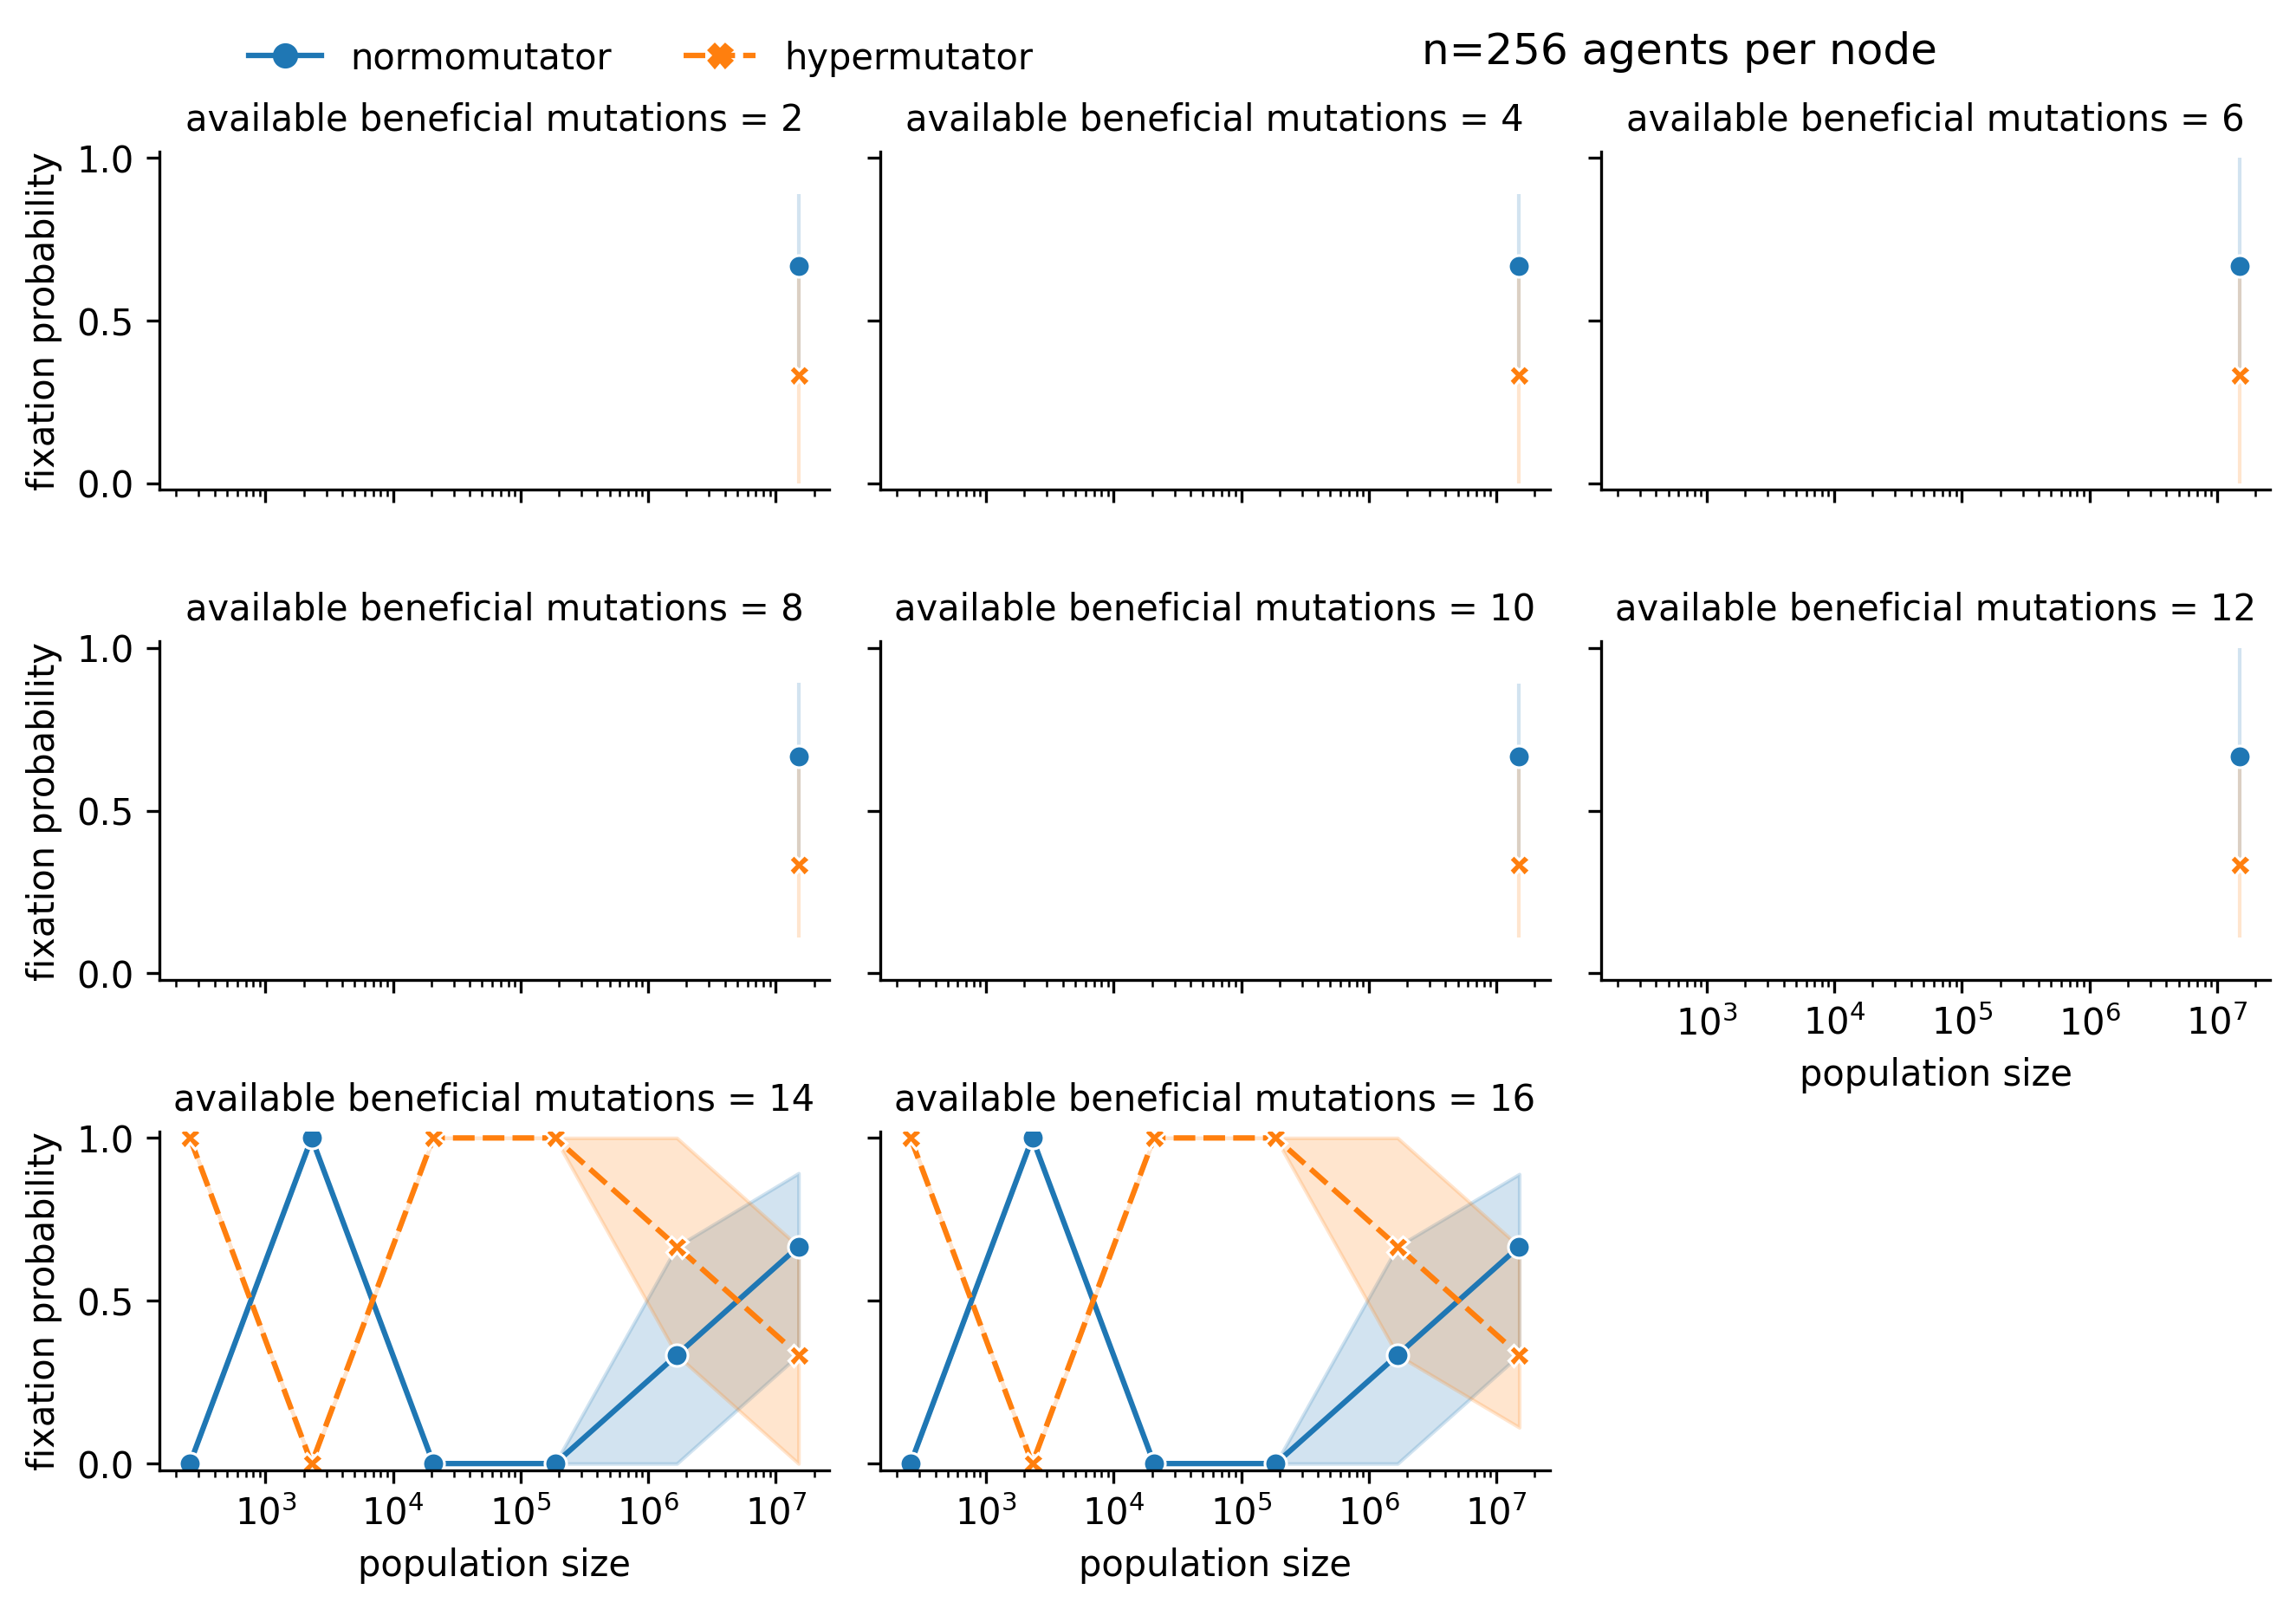 normomutator hypermutator n=256 agents per node
available beneficial mutations = 2 available beneficial mutations = 4 available beneficial mutations = 6
fixation probability
1.0
0.5
0.0
available beneficial mutations = 8 available beneficial mutations = 10 available beneficial mutations = 12
fixation probability
1.0
0.5
0.0
10³ 10⁴ 10⁵ 10⁶ 10⁷
population size
available beneficial mutations = 14 available beneficial mutations = 16
fixation probability
1.0
0.5
0.0
10³ 10⁴ 10⁵ 10⁶ 10⁷ 10³ 10⁴ 10⁵ 10⁶ 10⁷
population size population size